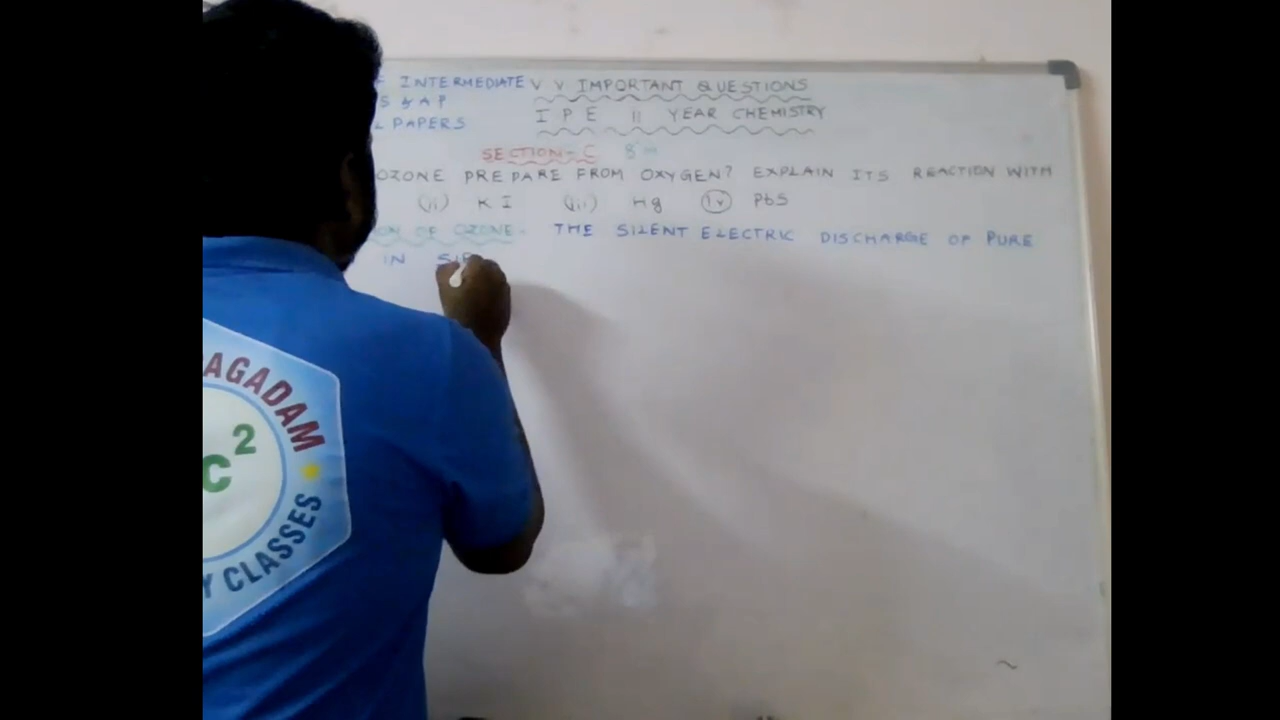 INTERMEDIATE V V IMPORTANT QUESTIONS
S & A P
PAPERS
I P E II YEAR CHEMISTRY
SECTION-C 8m
OZONE PREPARE FROM OXYGEN? EXPLAIN ITS REACTION WITH
(ii) KI (iii) Hg (iv) PbS
OF OZONE- THE SILENT ELECTRIC DISCHARGE OF PURE
IN
AGADAM
C²
Y CLASSES